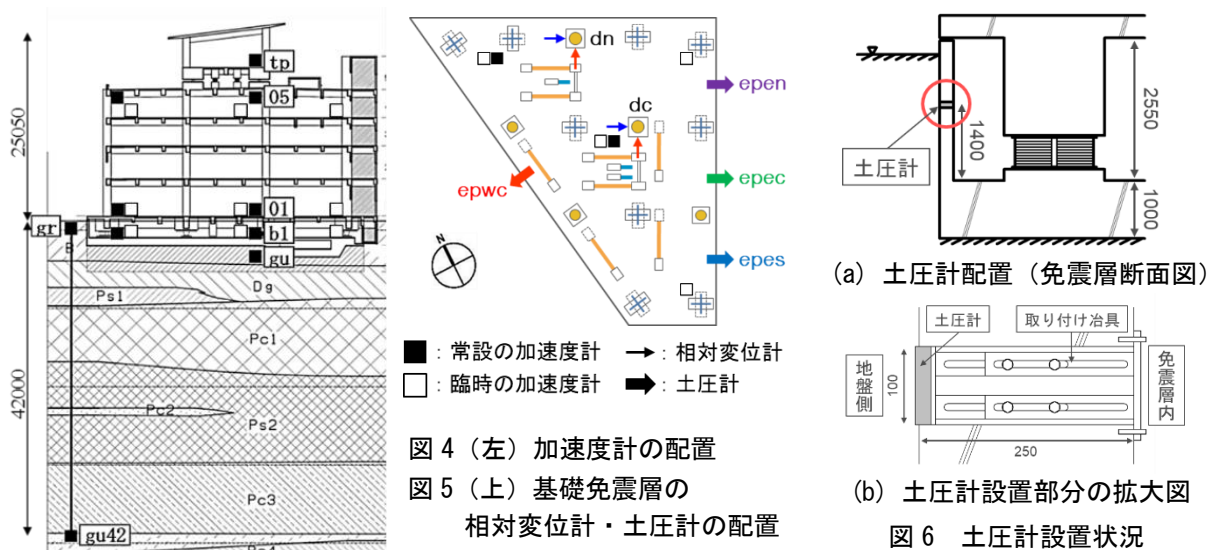 25050
42000
tp
05
01
gr
b1
gu
B
Dg
Ps1
Pc1
Pc2
Ps2
Pc3
gu42
dn
dc
epen
epec
epes
epwc
N
■：常設の加速度計 →：相対変位計
□：臨時の加速度計 ➡：土圧計
図 4（左）加速度計の配置
図 5（上）基礎免震層の
相対変位計・土圧計の配置
土圧計
1400
2550
1000
(a) 土圧計配置（免震層断面図）
土圧計
取り付け冶具
地盤側
100
免震層内
250
(b) 土圧計設置部分の拡大図
図 6 土圧計設置状況